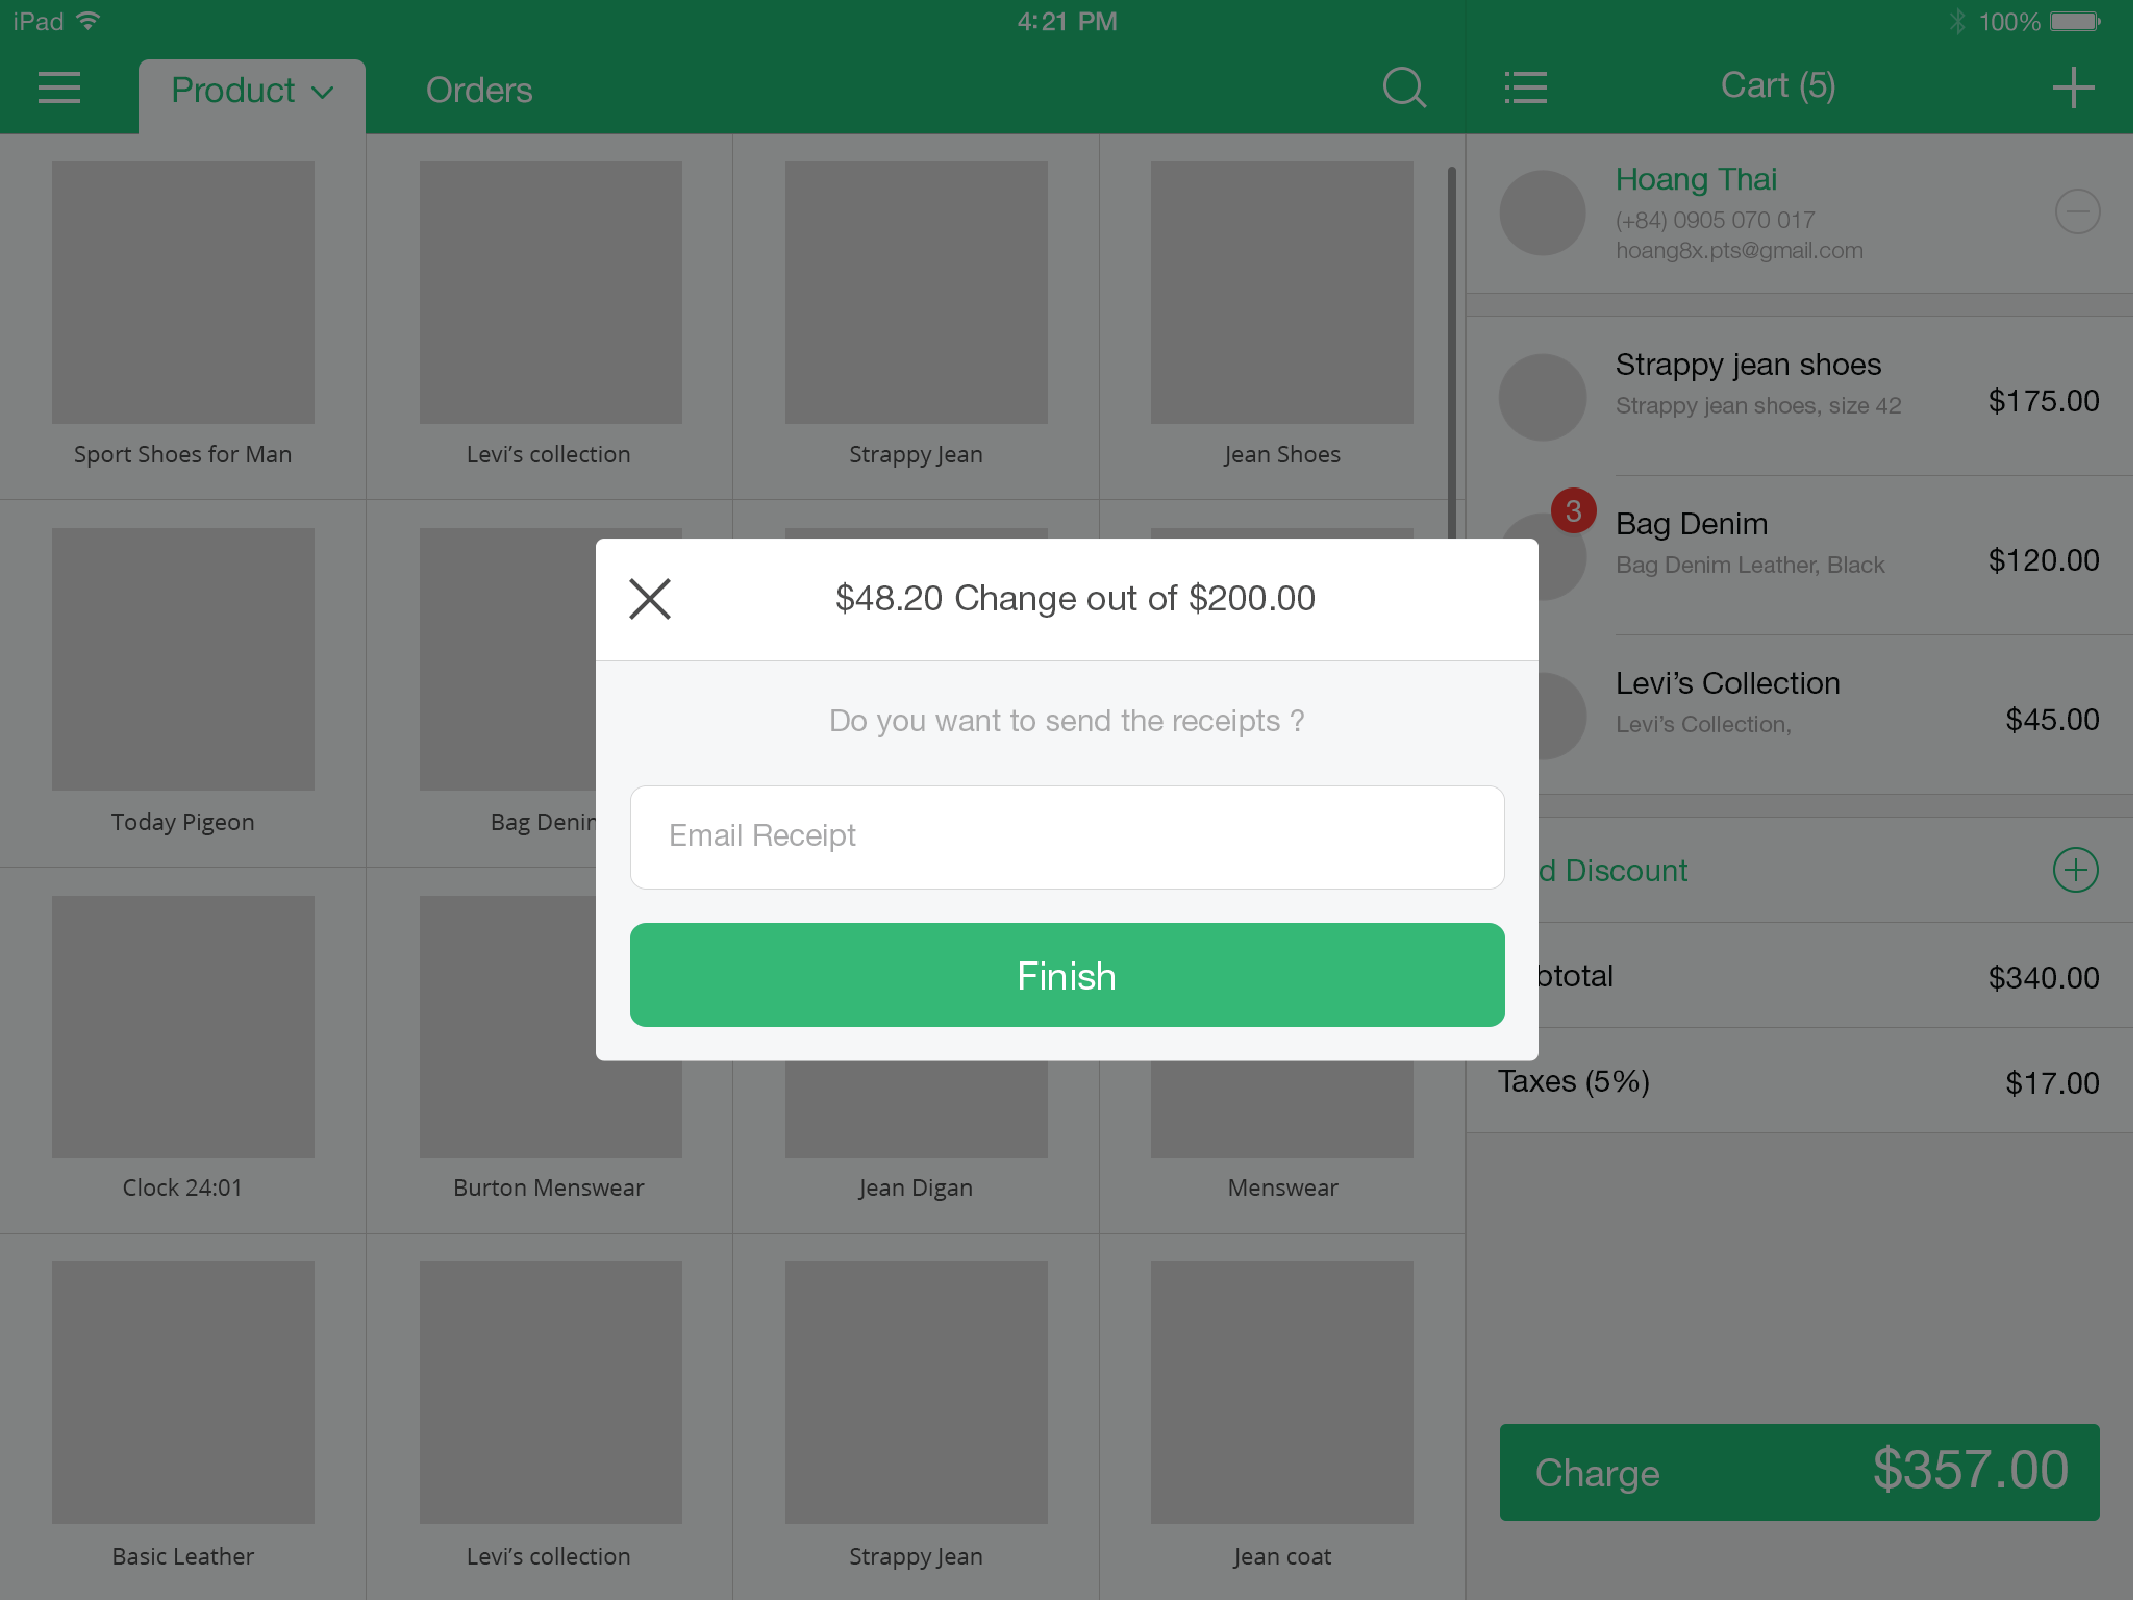 iPad
4:21 PM
100%
Product
Orders
Cart (5)
Hoang Thai
(+84) 0905 070 017
hoang8x.pts@gmail.com
Sport Shoes for Man
Levi’s collection
Strappy Jean
Jean Shoes
Strappy jean shoes
Strappy jean shoes, size 42
$175.00
3
Bag Denim
Bag Denim Leather, Black
$120.00
Levi’s Collection
Levi’s Collection,
$45.00
$48.20 Change out of $200.00
Do you want to send the receipts ?
Email Receipt
Finish
Today Pigeon
Bag Denim
d Discount
btotal
$340.00
Taxes (5%)
$17.00
Clock 24:01
Burton Menswear
Jean Digan
Menswear
Charge
$357.00
Basic Leather
Levi’s collection
Strappy Jean
Jean coat